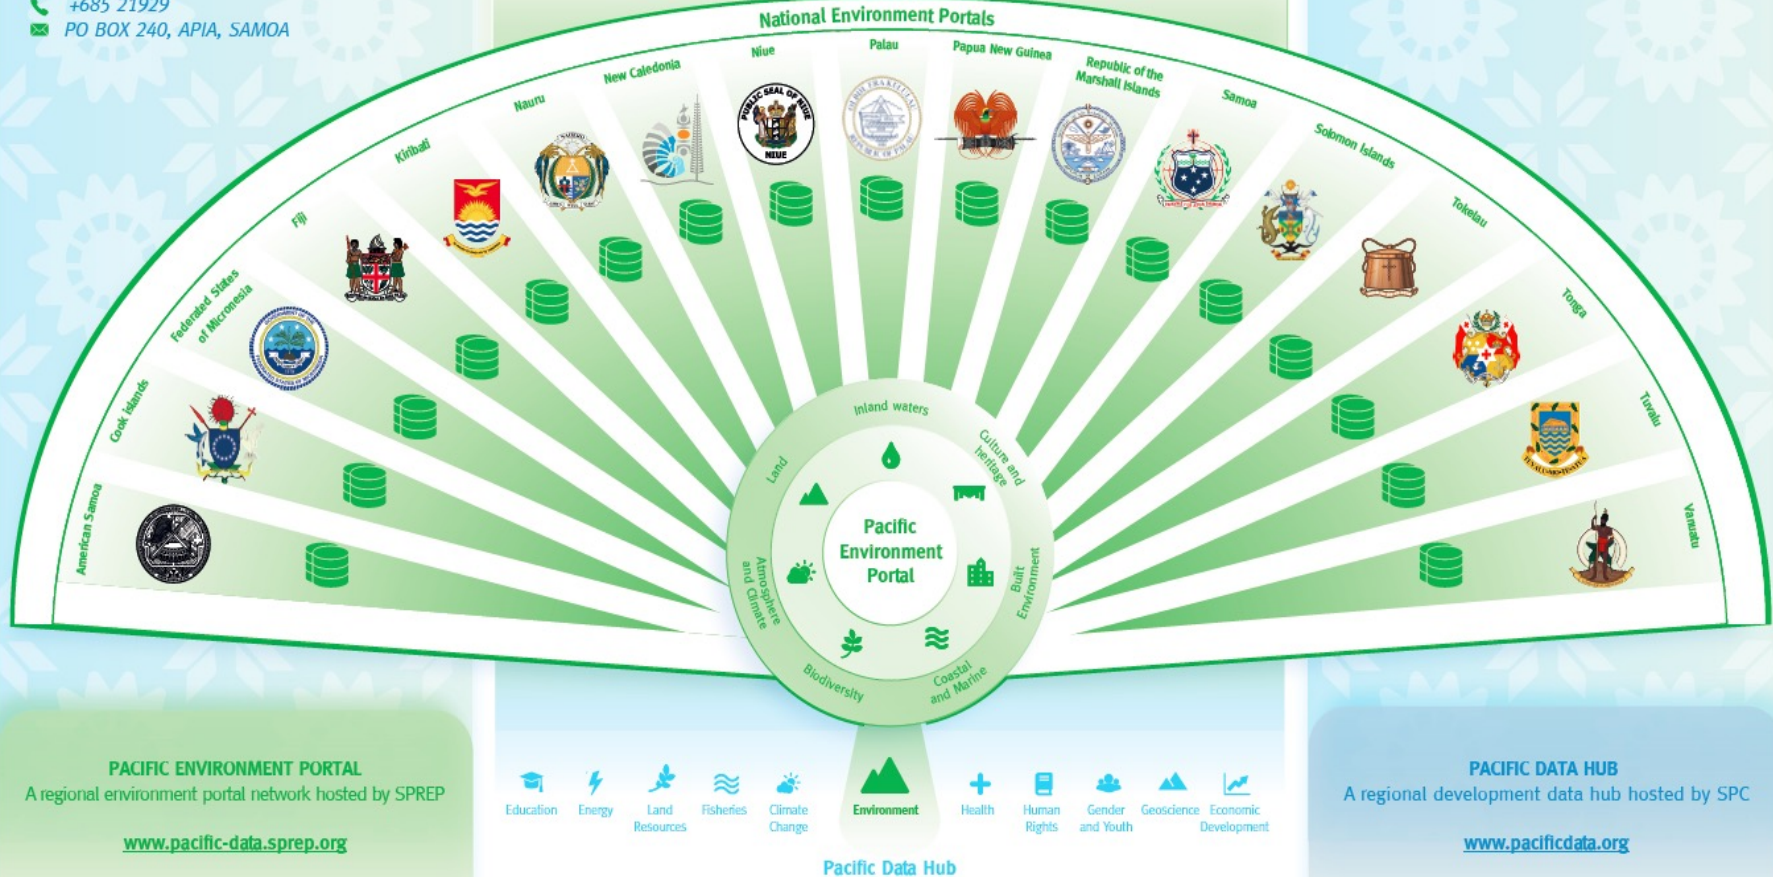 +685 21929
PO BOX 240, APIA, SAMOA
National Environment Portals
American Samoa
Cook islands
Federated States
of Micronesia
Fiji
Kiribati
Nauru
New Caledonia
Niue
Palau
Papua New Guinea
Republic of the
Marshall Islands
Samoa
Solomon Islands
Tokelau
Tonga
Tuvalu
Vanuatu
PUBLIC SEAL OF NIUE
NIUE
Inland waters
Culture and
heritage
Built
Environment
Coastal
and Marine
Biodiversity
Atmosphere
and Climate
Land
Pacific
Environment
Portal
PACIFIC ENVIRONMENT PORTAL
A regional environment portal network hosted by SPREP
www.pacific-data.sprep.org
Education
Energy
Land
Resources
Fisheries
Climate
Change
Environment
Health
Human
Rights
Gender
and Youth
Geoscience
Economic
Development
Pacific Data Hub
PACIFIC DATA HUB
A regional development data hub hosted by SPC
www.pacificdata.org